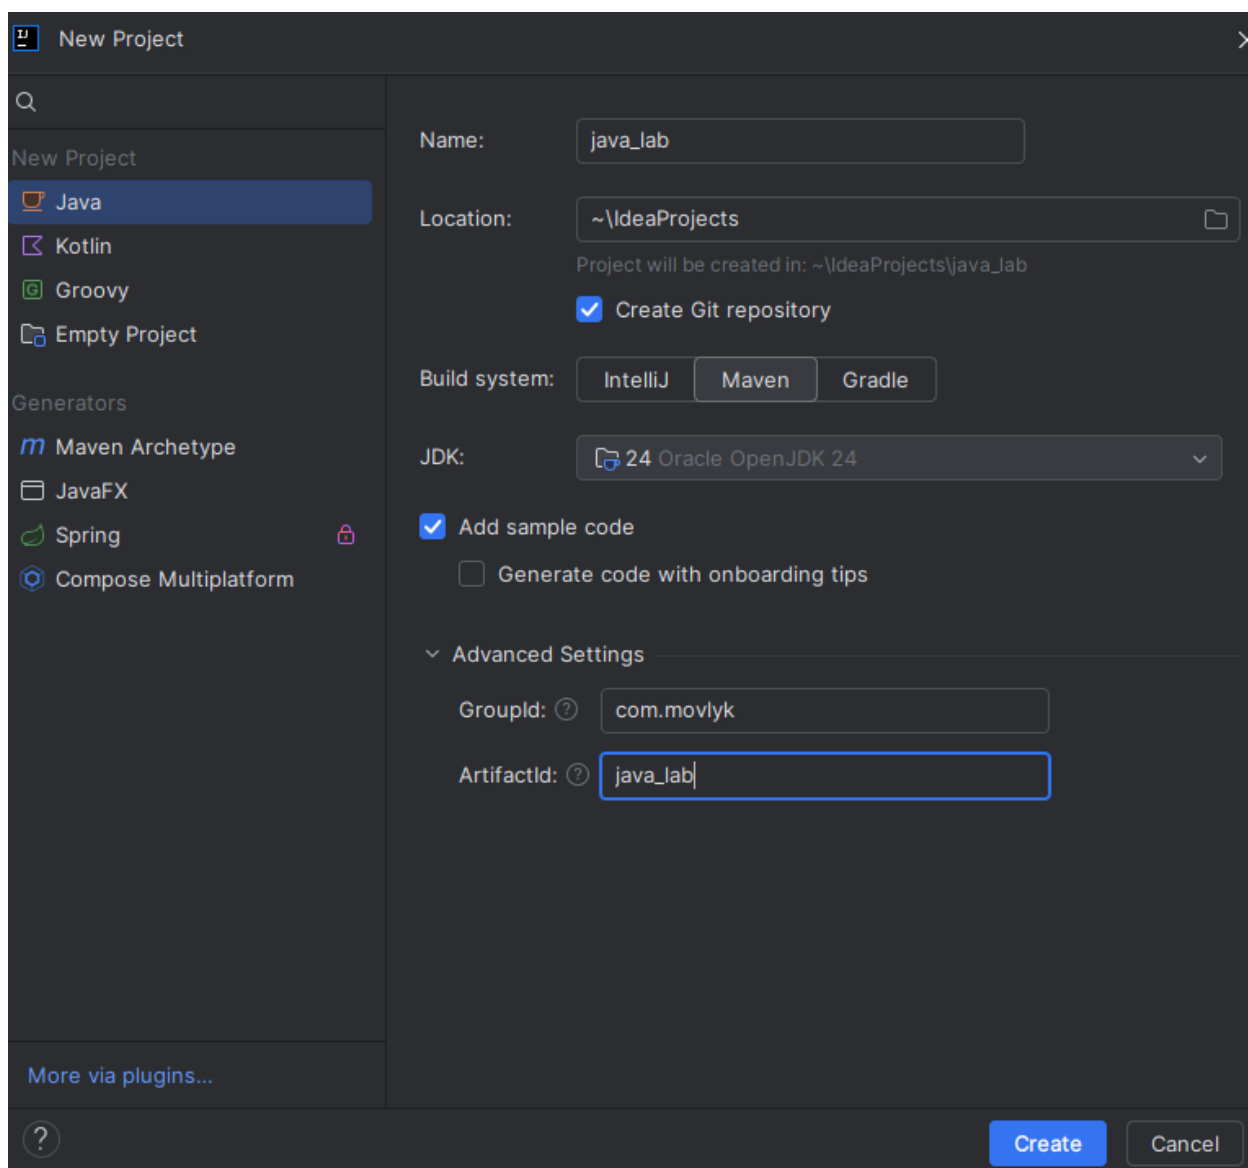 New Project
New Project
Java
Kotlin
Groovy
Empty Project
Generators
Maven Archetype
JavaFX
Spring
Compose Multiplatform
More via plugins...
Name: java_lab
Location: ~\IdeaProjects
Project will be created in: ~\IdeaProjects\java_lab
Create Git repository
Build system: IntelliJ Maven Gradle
JDK: 24 Oracle OpenJDK 24
Add sample code
Generate code with onboarding tips
Advanced Settings
GroupId: ? com.movlyk
ArtifactId: ? java_lab
? Create Cancel